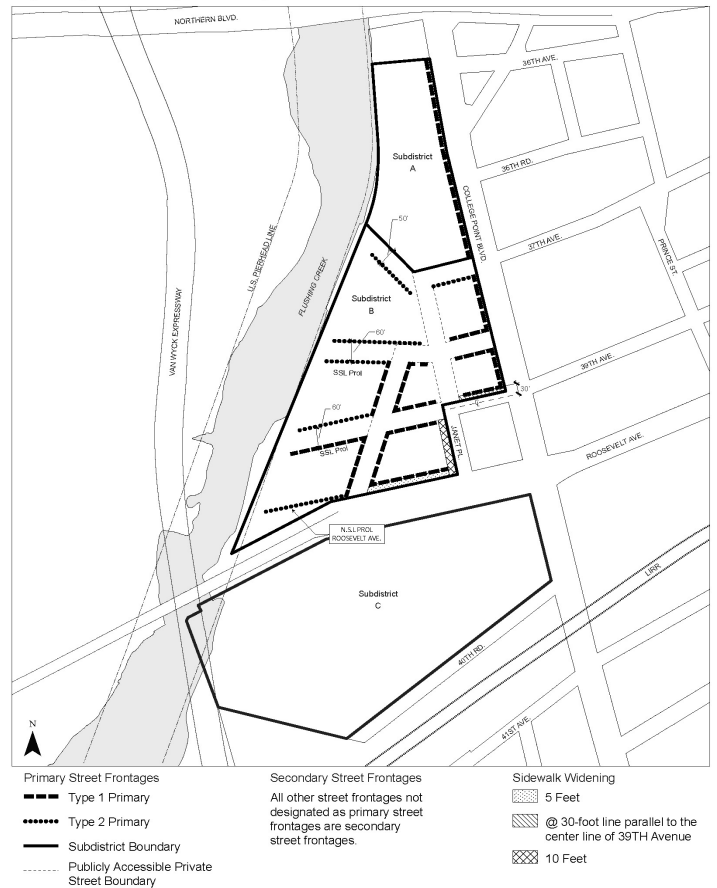 NORTHERN BLVD.
36TH AVE.
Subdistrict
A
36TH RD.
COLLEGE POINT BLVD.
50'
37TH AVE.
PRINCE ST.
U.S. PIERHEAD LINE
FLUSHING CREEK
VAN WYCK EXPRESSWAY
Subdistrict
B
60'
SSL Prol
39TH AVE.
30'
60'
SSL Prol
JANET PL.
ROOSEVELT AVE.
N.S.L PROL
ROOSEVELT AVE.
Subdistrict
C
LIRR
40TH RD.
41ST AVE.
N
Primary Street Frontages
Type 1 Primary
Type 2 Primary
Subdistrict Boundary
Publicly Accessible Private
Street Boundary
Secondary Street Frontages
All other street frontages not
designated as primary street
frontages are secondary
street frontages.
Sidewalk Widening
5 Feet
@ 30-foot line parallel to the
center line of 39TH Avenue
10 Feet